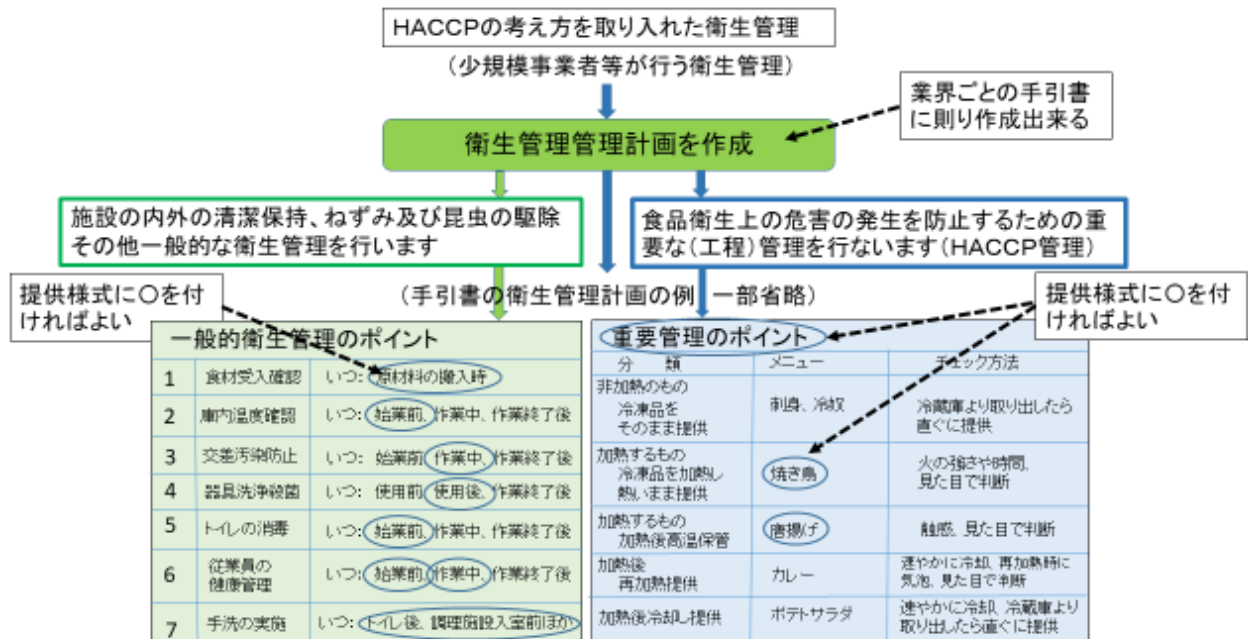 HACCPの考え方を取り入れた衛生管理
(少規模事業者等が行う衛生管理)
業界ごとの手引書
に則り作成出来る
衛生管理管理計画を作成
施設の内外の清潔保持、ねずみ及び昆虫の駆除
その他一般的な衛生管理を行います
食品衛生上の危害の発生を防止するための重
要な(工程)管理を行ないます(HACCP管理)
提供様式に〇を付
ければよい
(手引書の衛生管理計画の例 一部省略)
提供様式に〇を付
ければよい
一般的衛生管理のポイント
1 食材受入確認 いつ: 原材料の搬入時
2 庫内温度確認 いつ: 始業前、作業中、作業終了後
3 交差汚染防止 いつ: 始業前、作業中、作業終了後
4 器具洗浄殺菌 いつ: 使用前、使用後、作業終了後
5 トイレの消毒 いつ: 始業前、作業中、作業終了後
6 従業員の
健康管理 いつ: 始業前、作業中、作業終了後
7 手洗の実施 いつ: トイレ後、調理施設入室前ほか
重要管理のポイント
分 類 メニュー チェック方法
非加熱のもの
冷凍品を
そのまま提供
刺身、冷奴
冷蔵庫より取り出したら
直ぐに提供
加熱するもの
冷凍品を加熱し
熱いまま提供
焼き鳥
火の強さや時間、
見た目で判断
加熱するもの
加熱後高温保管
唐揚げ
触感、見た目で判断
加熱後
再加熱提供
カレー
速やかに冷却、再加熱時に
気泡、見た目で判断
加熱後冷却し提供
ポテトサラダ
速やかに冷却、冷蔵庫より
取り出したら直ぐに提供